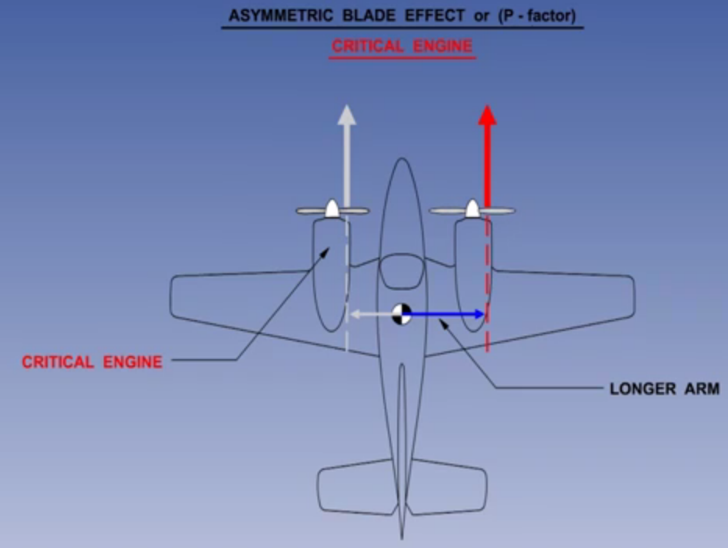 ASYMMETRIC BLADE EFFECT or (P - factor)
CRITICAL ENGINE
CRITICAL ENGINE
LONGER ARM